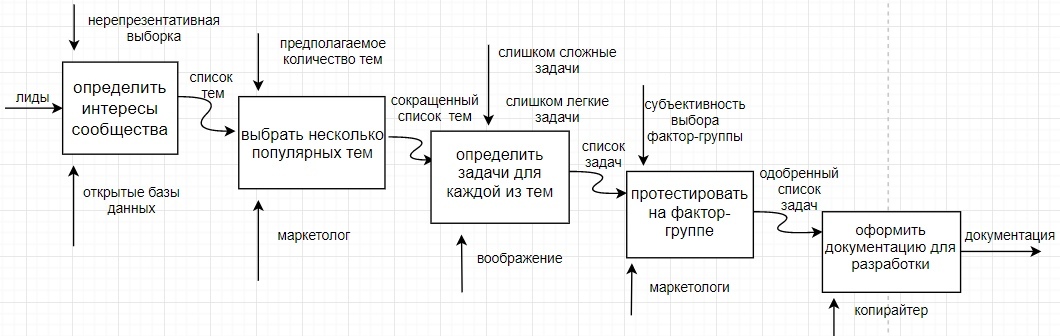 нерепрезентативная
выборка
лиды
определить
интересы
сообщества
открытые базы
данных
список
тем
предполагаемое
количество тем
выбрать несколько
популярных тем
маркетолог
сокращенный
список тем
слишком сложные
задачи
слишком легкие
задачи
определить
задачи для
каждой из тем
воображение
список
задач
субъективность
выбора
фактор-группы
протестировать
на фактор-
группе
маркетологи
одобренный
список
задач
оформить
документацию для
разработки
копирайтер
документация